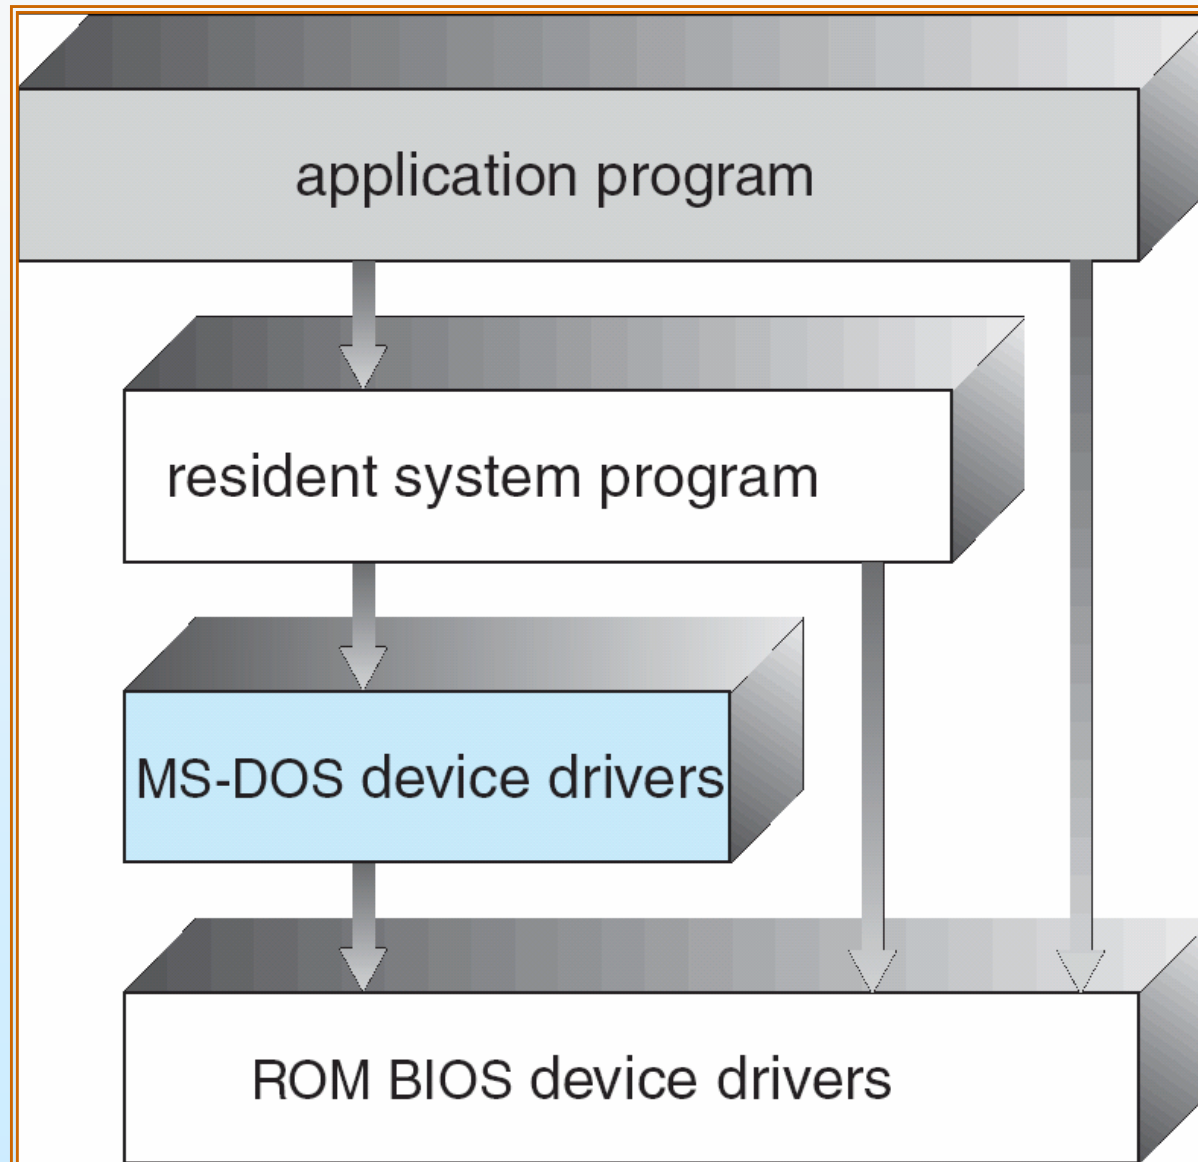 application program
resident system program
MS-DOS device drivers
ROM BIOS device drivers